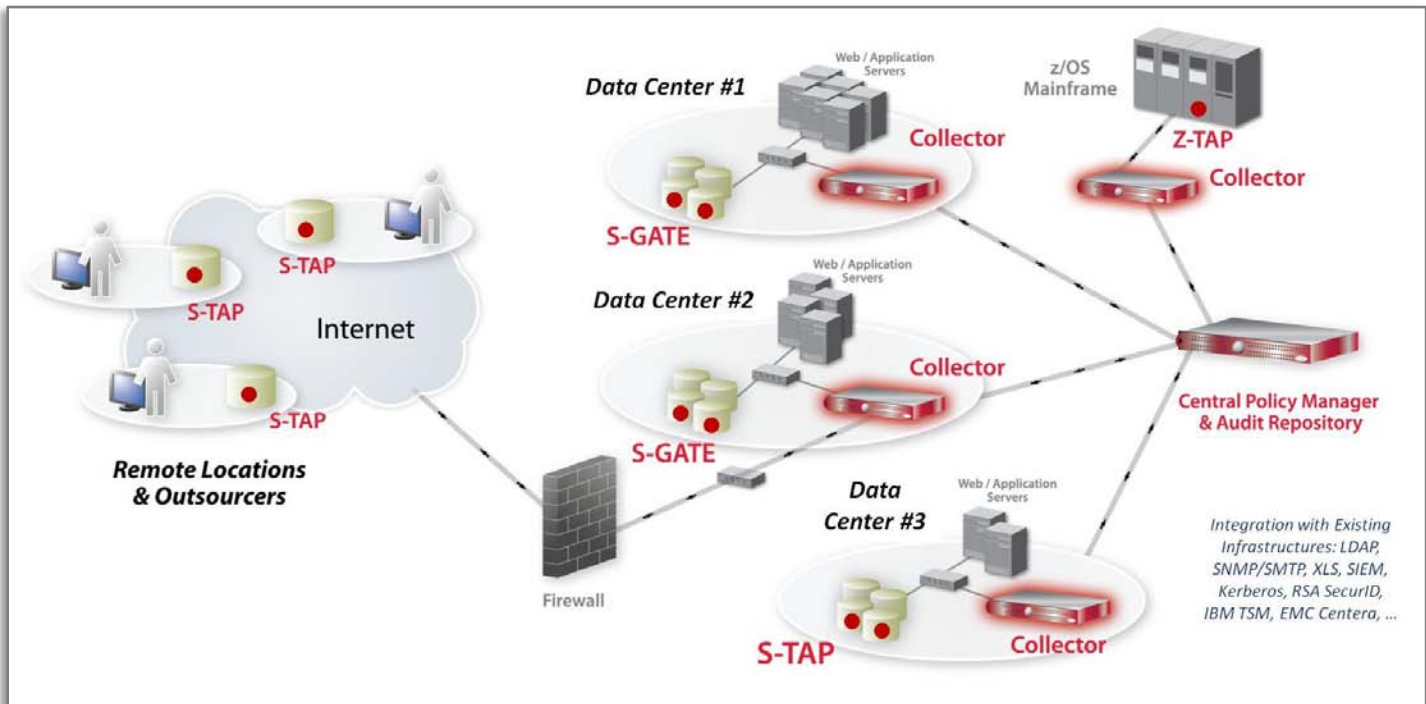 Web / Application
Servers
Data Center #1
Collector
S-GATE
z/OS
Mainframe
Z-TAP
Collector
S-TAP
S-TAP
Internet
S-TAP
Remote Locations
& Outsourcers
Web / Application
Servers
Data Center #2
Collector
S-GATE
Central Policy Manager
& Audit Repository
Firewall
Web / Application
Servers
Data
Center #3
S-TAP
Collector
Integration with Existing
Infrastructures: LDAP,
SNMP/SMTP, XLS, SIEM,
Kerberos, RSA SecurID,
IBM TSM, EMC Centera, ...